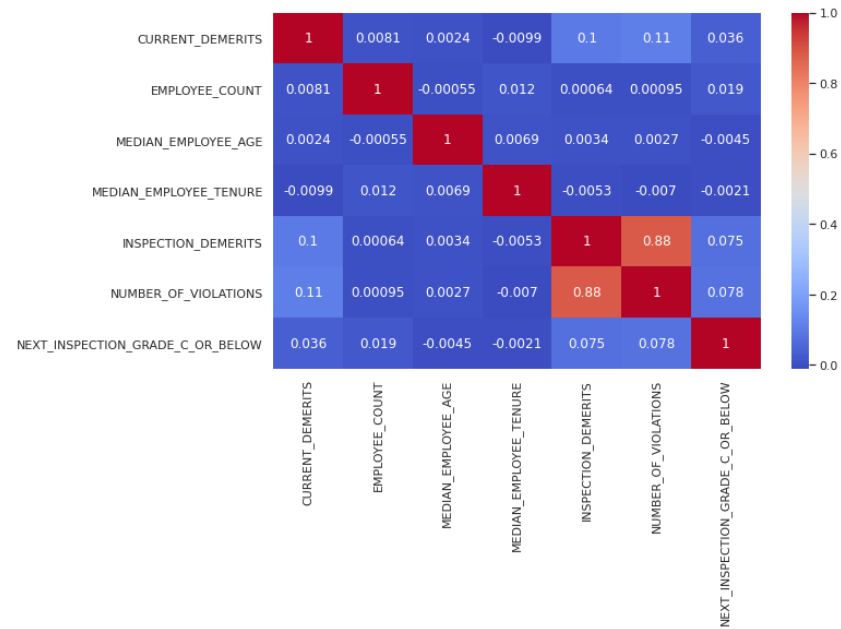 CURRENT_DEMERITS 1 0.0081 0.0024 -0.0099 0.1 0.11 0.036
EMPLOYEE_COUNT 0.0081 1 -0.00055 0.012 0.00064 0.00095 0.019
MEDIAN_EMPLOYEE_AGE 0.0024 -0.00055 1 0.0069 0.0034 0.0027 -0.0045
MEDIAN_EMPLOYEE_TENURE -0.0099 0.012 0.0069 1 -0.0053 -0.007 -0.0021
INSPECTION_DEMERITS 0.1 0.00064 0.0034 -0.0053 1 0.88 0.075
NUMBER_OF_VIOLATIONS 0.11 0.00095 0.0027 -0.007 0.88 1 0.078
NEXT_INSPECTION_GRADE_C_OR_BELOW 0.036 0.019 -0.0045 -0.0021 0.075 0.078 1
CURRENT_DEMERITS
EMPLOYEE_COUNT
MEDIAN_EMPLOYEE_AGE
MEDIAN_EMPLOYEE_TENURE
INSPECTION_DEMERITS
NUMBER_OF_VIOLATIONS
NEXT_INSPECTION_GRADE_C_OR_BELOW
1.0
0.8
0.6
0.4
0.2
0.0